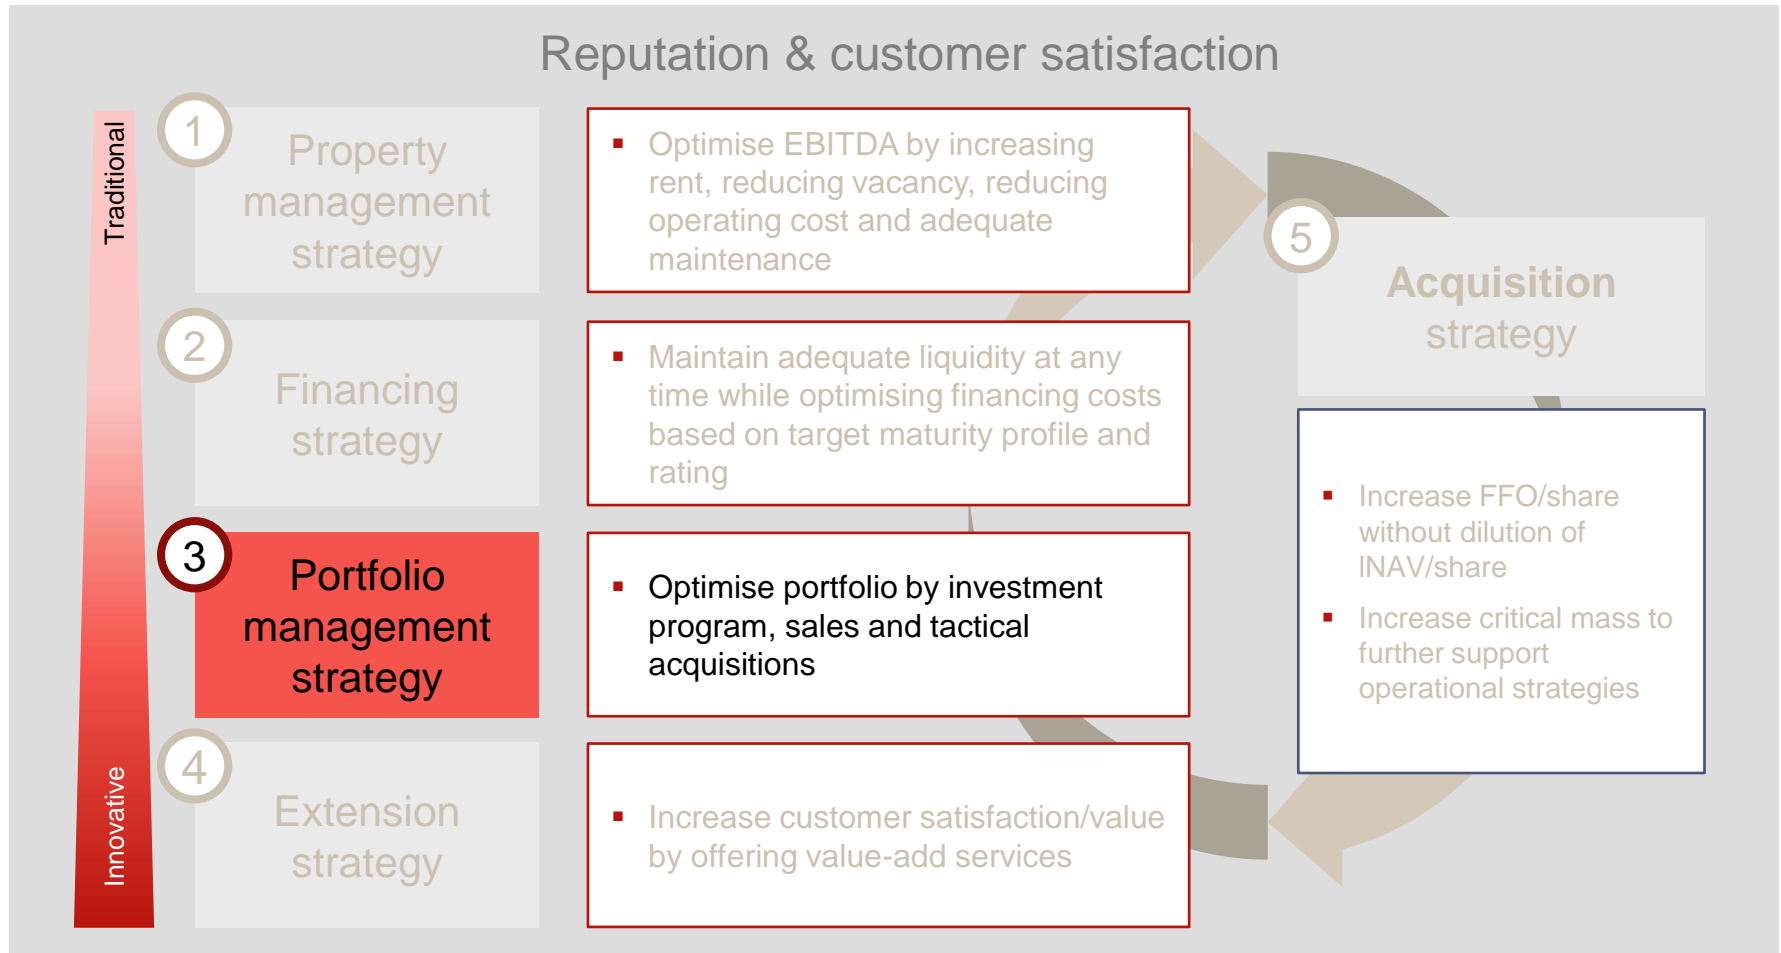 Reputation & customer satisfaction
Traditional
Innovative
1
Property
management
strategy
▪ Optimise EBITDA by increasing
rent, reducing vacancy, reducing
operating cost and adequate
maintenance
2
Financing
strategy
▪ Maintain adequate liquidity at any
time while optimising financing costs
based on target maturity profile and
rating
3
Portfolio
management
strategy
▪ Optimise portfolio by investment
program, sales and tactical
acquisitions
4
Extension
strategy
▪ Increase customer satisfaction/value
by offering value-add services
5
Acquisition
strategy
▪ Increase FFO/share
without dilution of
INAV/share
▪ Increase critical mass to
further support
operational strategies